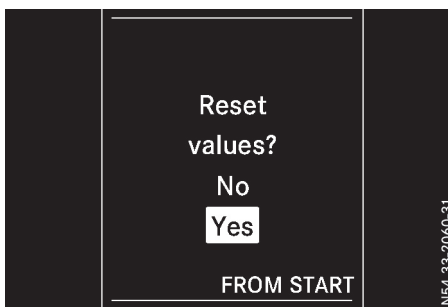 Reset
values?
No
Yes
FROM START
N54.33-2060-31